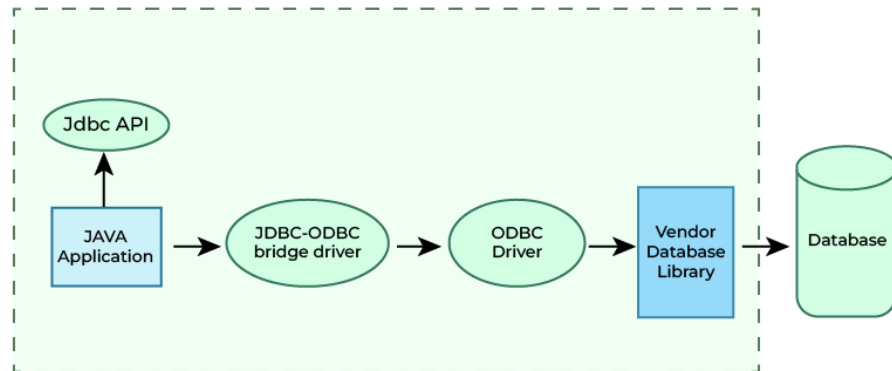 Jdbc API
JAVA
Application
JDBC-ODBC
bridge driver
ODBC
Driver
Vendor
Database
Library
Database